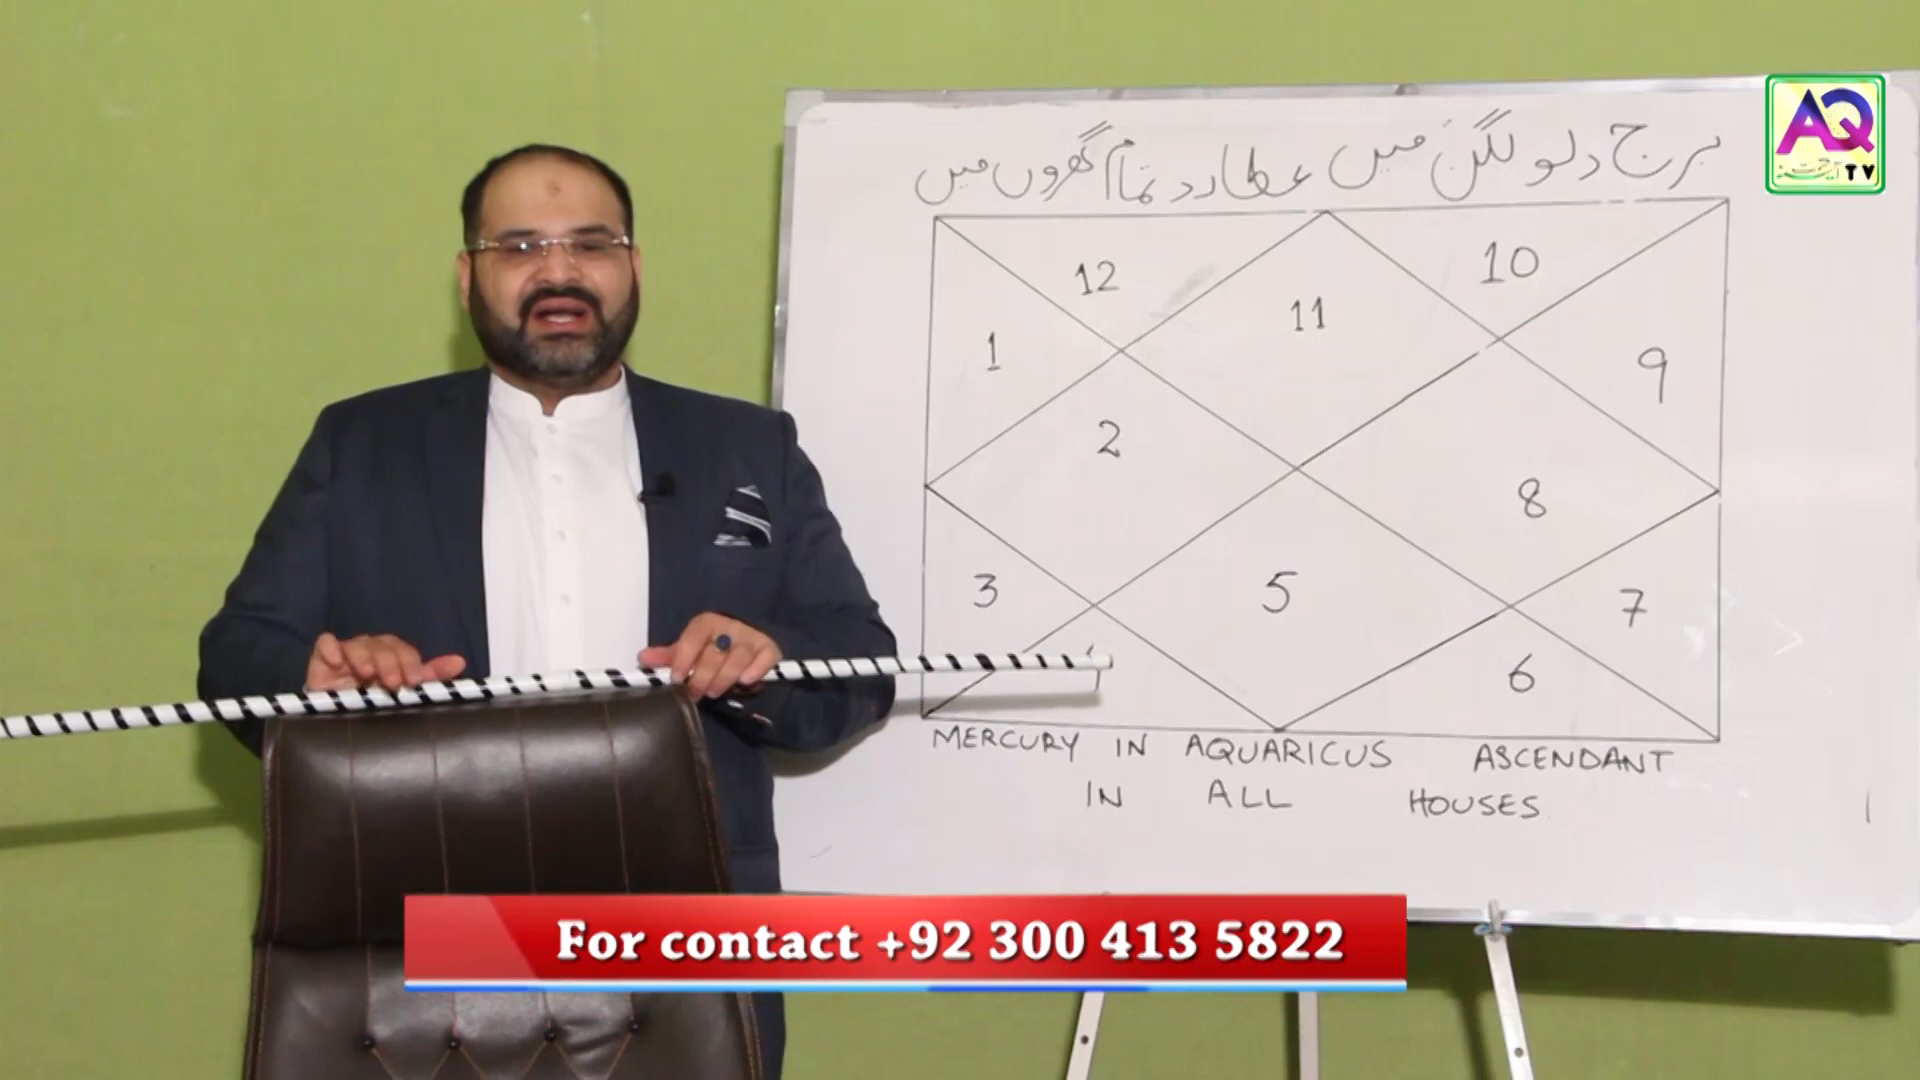 برج دلو لگن میں عطارد تمام گھروں میں
AQ
TV
12
10
11
1
9
2
8
3
5
7
6
MERCURY IN AQUARICUS ASCENDANT
IN ALL HOUSES
For contact +92 300 413 5822